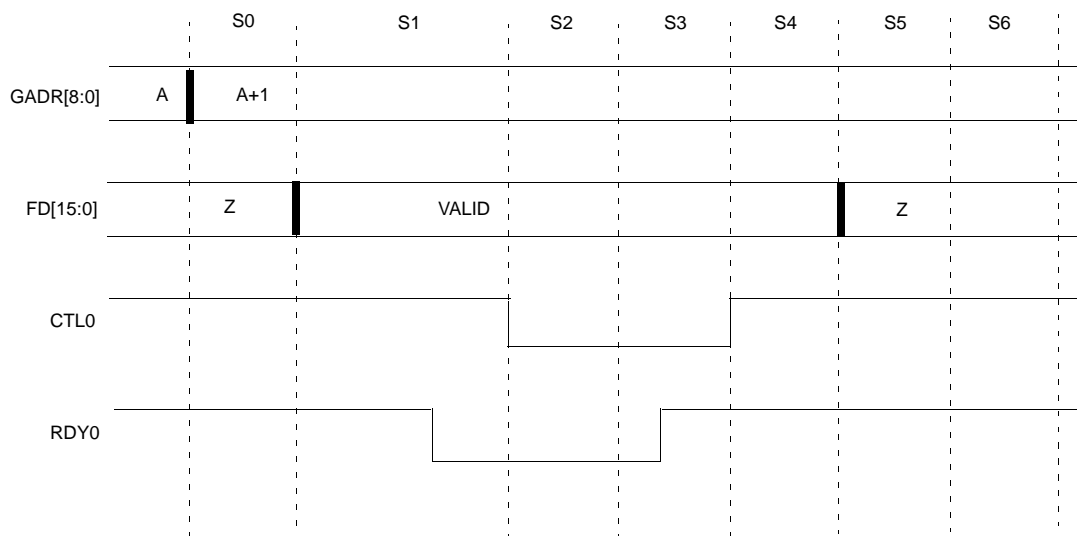 S0 S1 S2 S3 S4 S5 S6
GADR[8:0] A A+1
FD[15:0] Z VALID Z
CTL0
RDY0